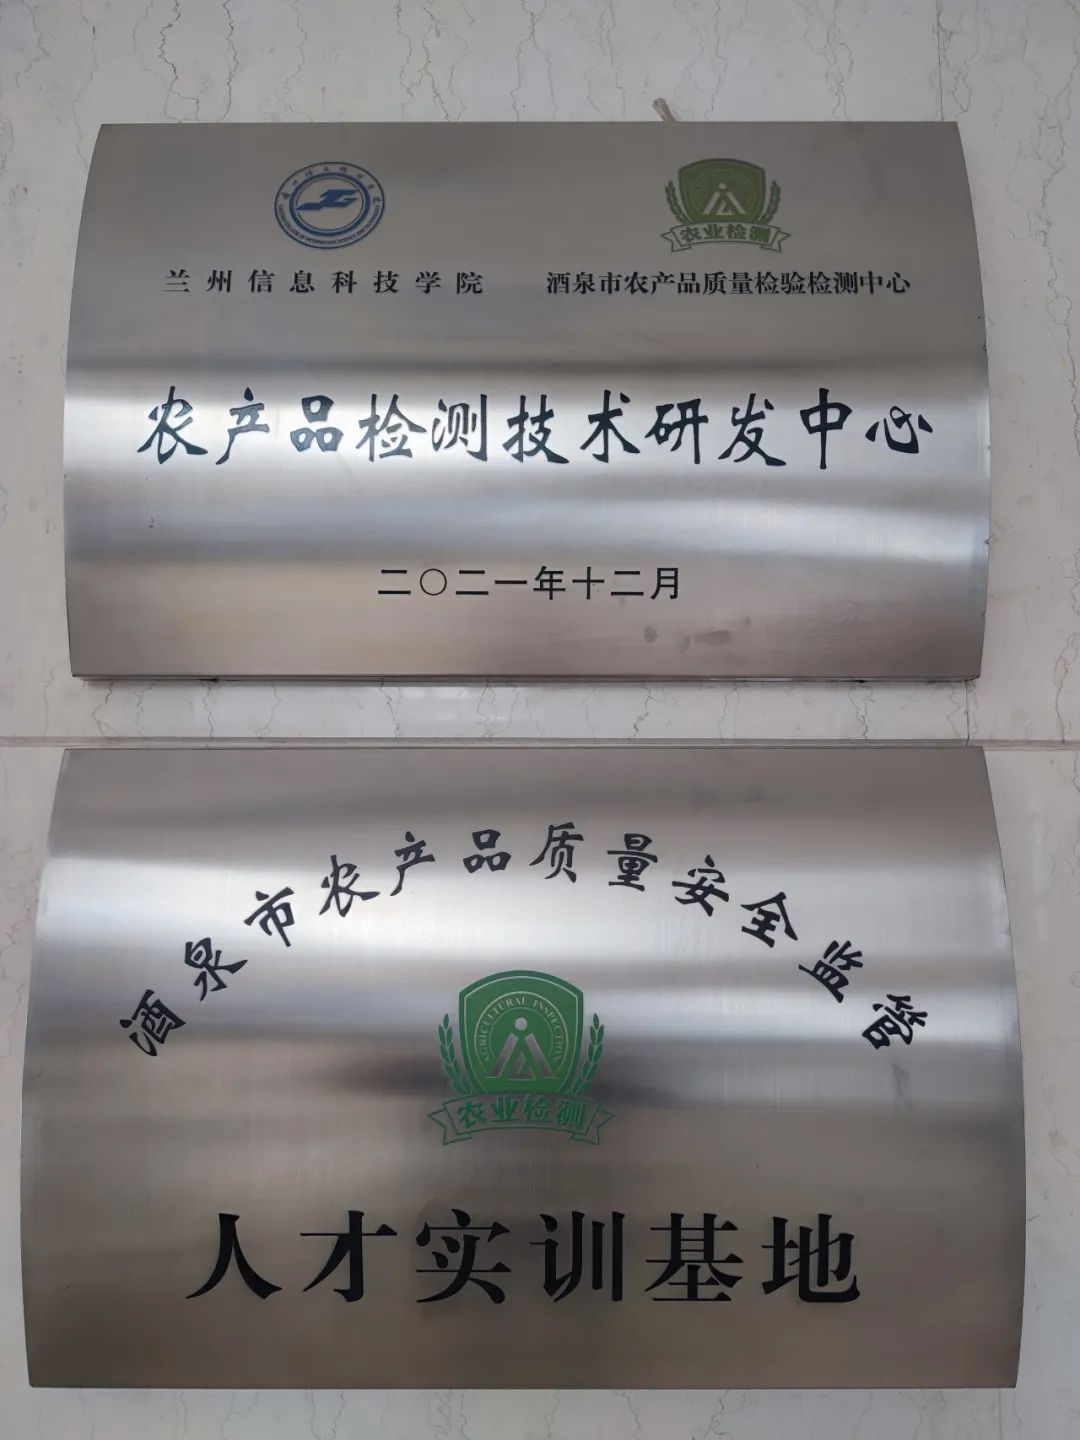 农业检测
兰州信息科技学院
酒泉市农产品质量检验检测中心
农产品检测技术研发中心
二〇二一年十二月
酒泉市农产品质量安全监管
AGRICULTURAL INSPECTION
农业检测
人才实训基地